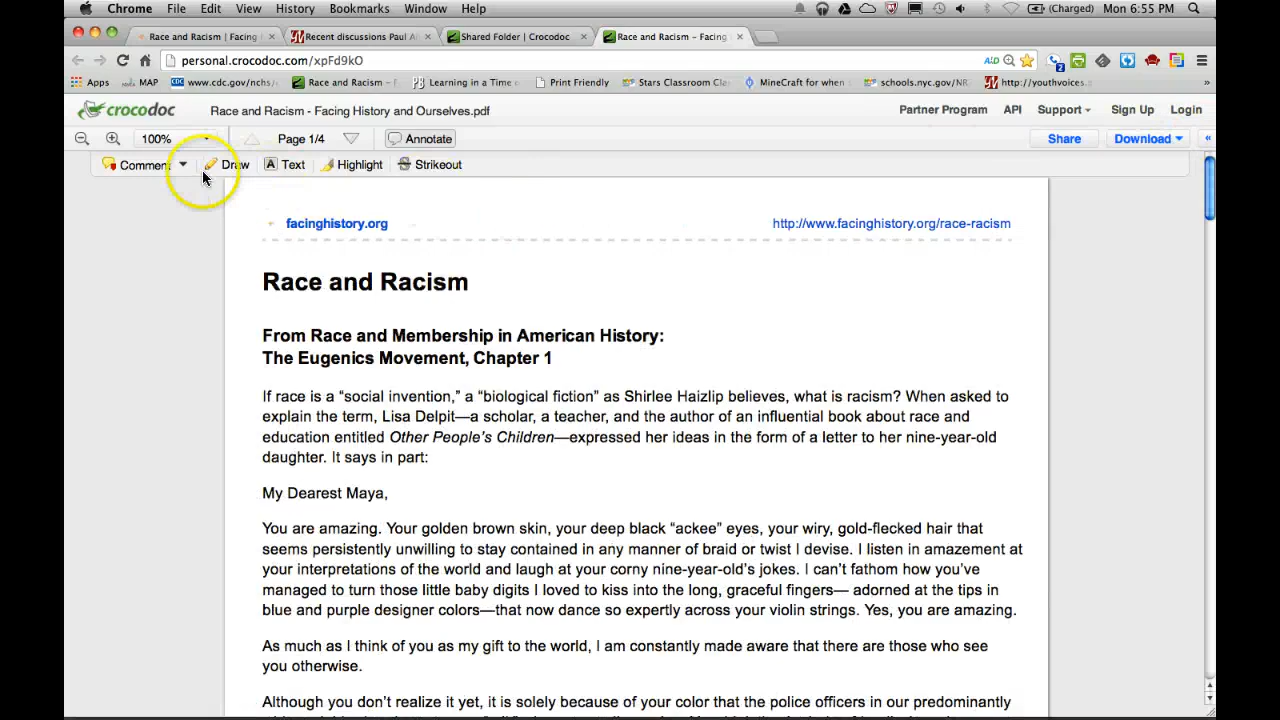 Chrome File Edit View History Bookmarks Window Help (Charged) Mon 6:55 PM
Race and Racism | Facing Recent discussions Paul Al Shared Folder | Crocodoc Race and Racism – Facing
personal.crocodoc.com/xpFd9kO
Apps MAP www.cdc.gov/nchs/ Race and Racism – F Learning in a Time Print Friendly Stars Classroom Cl MineCraft for when schools.nyc.gov/NR http://youthvoices. »
crocodoc Race and Racism - Facing History and Ourselves.pdf Partner Program API Support Sign Up Login
100% Page 1/4 Annotate Share Download «
Comment Draw Text Highlight Strikeout
facinghistory.org http://www.facinghistory.org/race-racism
Race and Racism
From Race and Membership in American History:
The Eugenics Movement, Chapter 1
If race is a “social invention,” a “biological fiction” as Shirlee Haizlip believes, what is racism? When asked to
explain the term, Lisa Delpit—a scholar, a teacher, and the author of an influential book about race and
education entitled Other People’s Children—expressed her ideas in the form of a letter to her nine-year-old
daughter. It says in part:
My Dearest Maya,
You are amazing. Your golden brown skin, your deep black “ackee” eyes, your wiry, gold-flecked hair that
seems persistently unwilling to stay contained in any manner of braid or twist I devise. I listen in amazement at
your interpretations of the world and laugh at your corny nine-year-old’s jokes. I can’t fathom how you’ve
managed to turn those little baby digits I loved to kiss into the long, graceful fingers— adorned at the tips in
blue and purple designer colors—that now dance so expertly across your violin strings. Yes, you are amazing.
As much as I think of you as my gift to the world, I am constantly made aware that there are those who see
you otherwise.
Although you don’t realize it yet, it is solely because of your color that the police officers in our predominantly